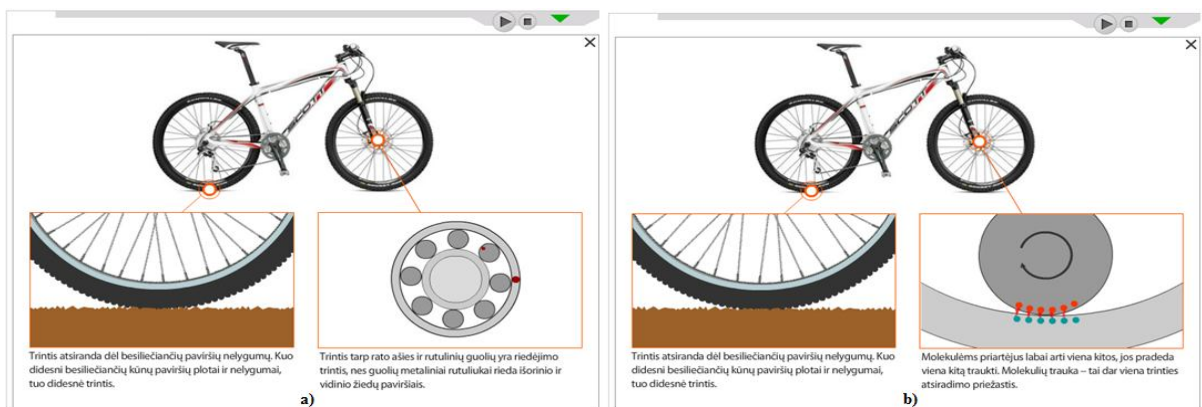 Trintis atsiranda dėl besiliečiančių paviršių nelygumų. Kuo
didesni besiliečiančių kūnų paviršių plotai ir nelygumai,
tuo didesnė trintis.
Trintis tarp rato ašies ir rutulinių guolių yra riedėjimo
trintis, nes guolių metaliniai rutuliukai rieda išorinio ir
vidinio žiedų paviršiais.
a)
Trintis atsiranda dėl besiliečiančių paviršių nelygumų. Kuo
didesni besiliečiančių kūnų paviršių plotai ir nelygumai,
tuo didesnė trintis.
Molekulėms priartėjus labai arti viena kitos, jos pradeda
viena kitą traukti. Molekulių trauka – tai dar viena trinties
atsiradimo priežastis.
b)